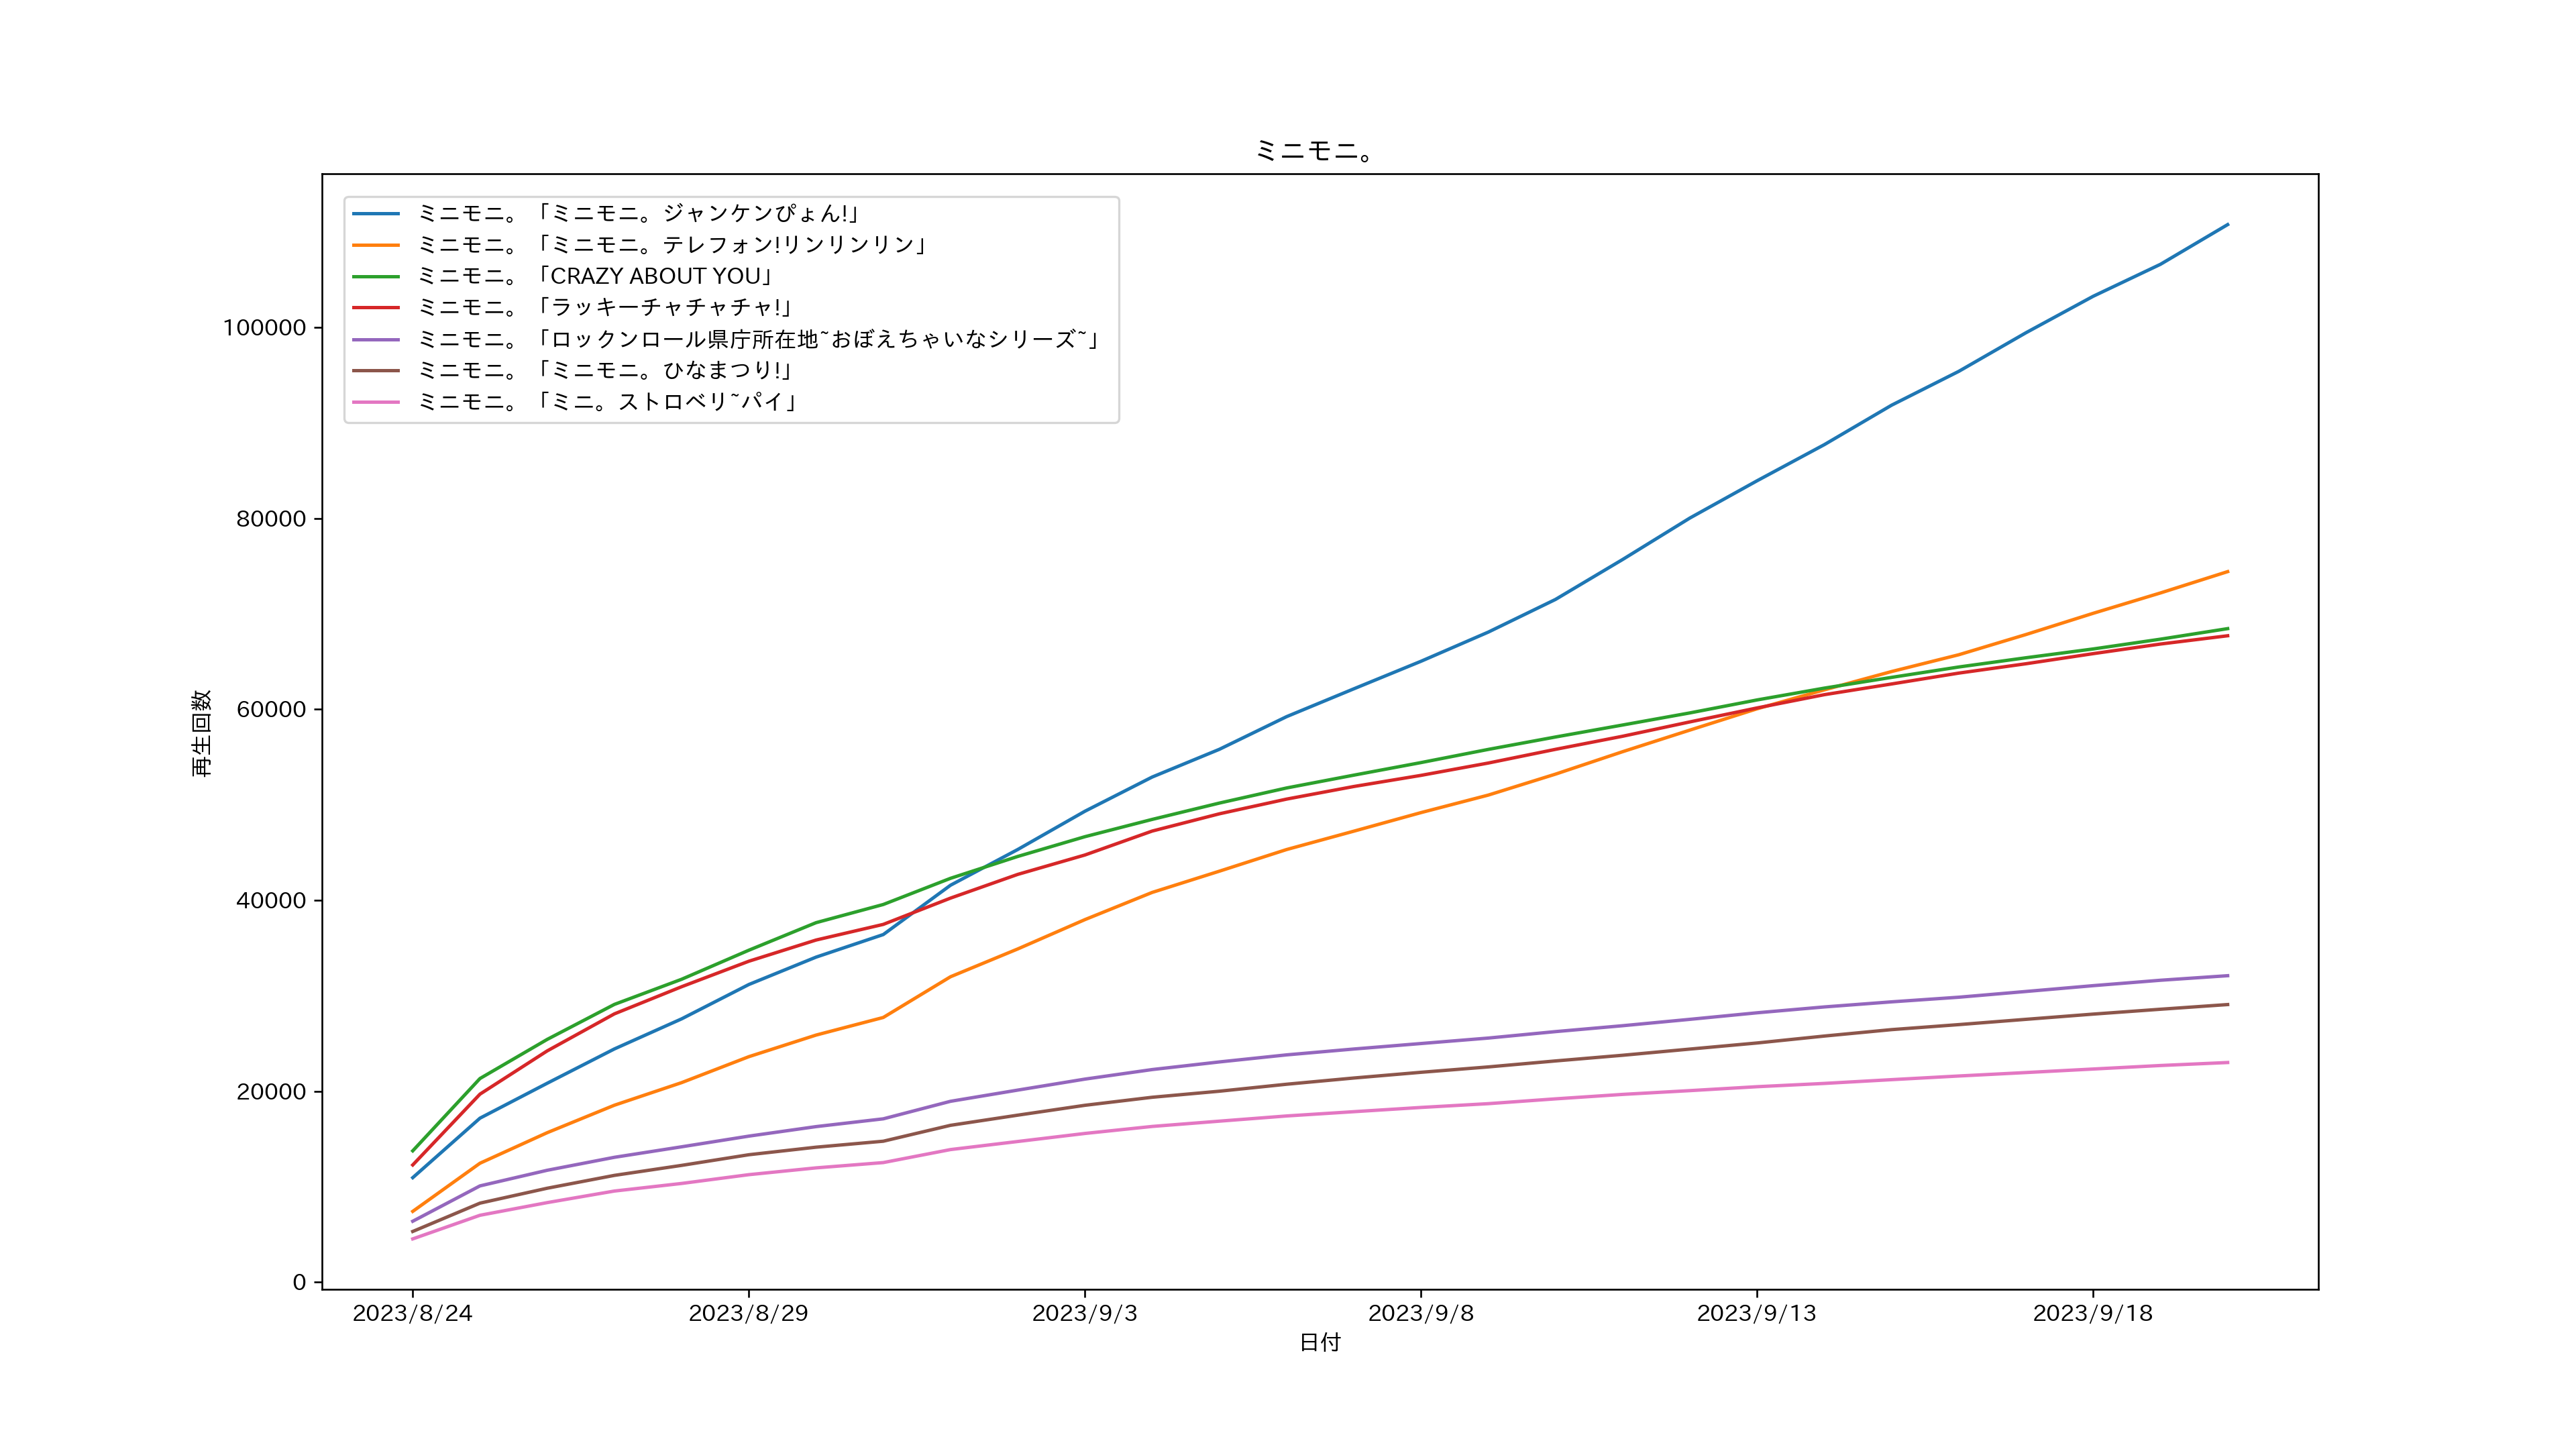 ミニモニ。
ミニモニ。「ミニモニ。ジャンケンぴょん!」
ミニモニ。「ミニモニ。テレフォン!リンリンリン」
ミニモニ。「CRAZY ABOUT YOU」
ミニモニ。「ラッキーチャチャチャ!」
ミニモニ。「ロックンロール県庁所在地~おぼえちゃいなシリーズ~」
ミニモニ。「ミニモニ。ひなまつり!」
ミニモニ。「ミニ。ストロベリ~パイ」
100000
80000
60000
40000
20000
0
再生回数
2023/8/24
2023/8/29
2023/9/3
2023/9/8
2023/9/13
2023/9/18
日付